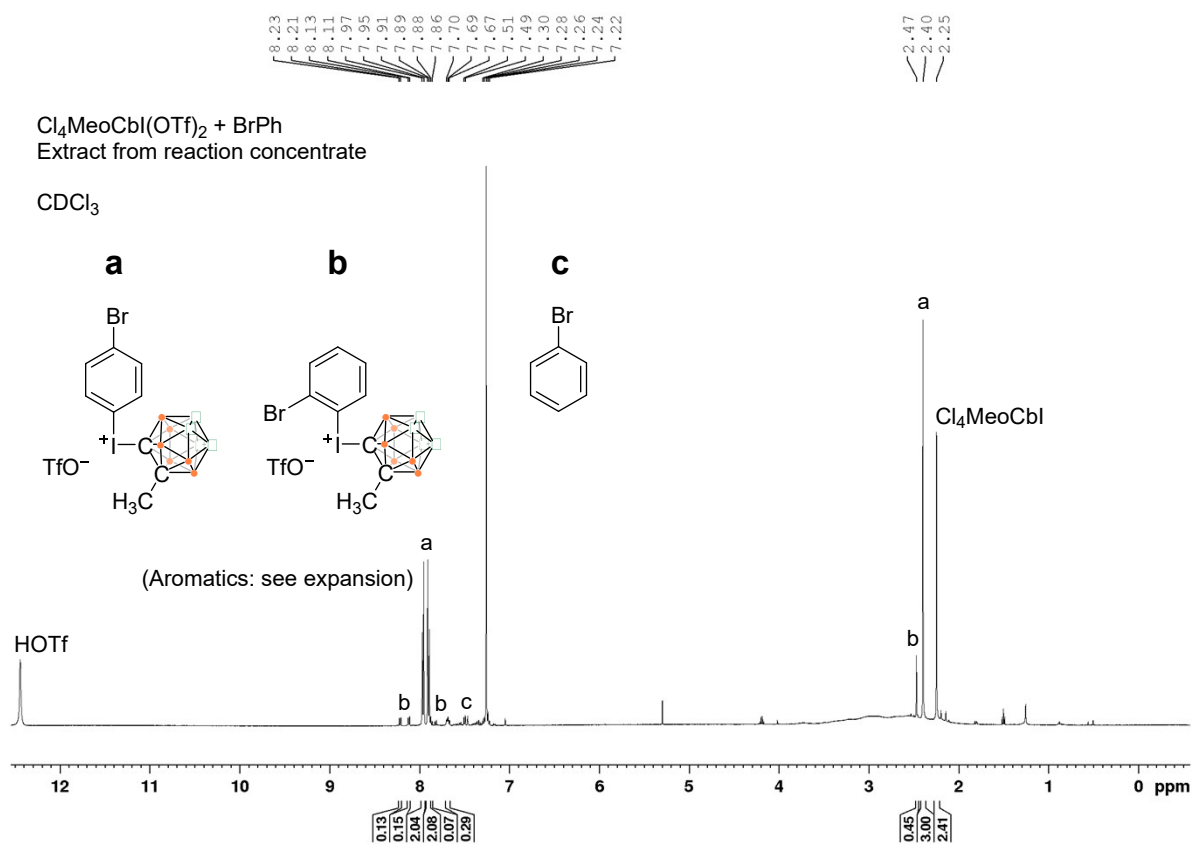 8.23 8.21 8.13 8.11 7.97 7.95 7.91 7.89 7.88 7.86 7.70 7.69 7.67 7.51 7.49 7.30 7.28 7.26 7.24 7.22
2.47 2.40 2.25
Cl₄MeoCbI(OTf)₂ + BrPh
Extract from reaction concentrate
CDCl₃
a b c
Br
I+ C
C
TfO⁻
H₃C
Br
I+ C
C
TfO⁻
H₃C
Br
a
Cl₄MeoCbI
a
(Aromatics: see expansion)
HOTf
b b c
b
12 11 10 9 8 7 6 5 4 3 2 1 0 ppm
0.13 0.15 2.04 2.08 0.07 0.29
0.45 3.00 2.41